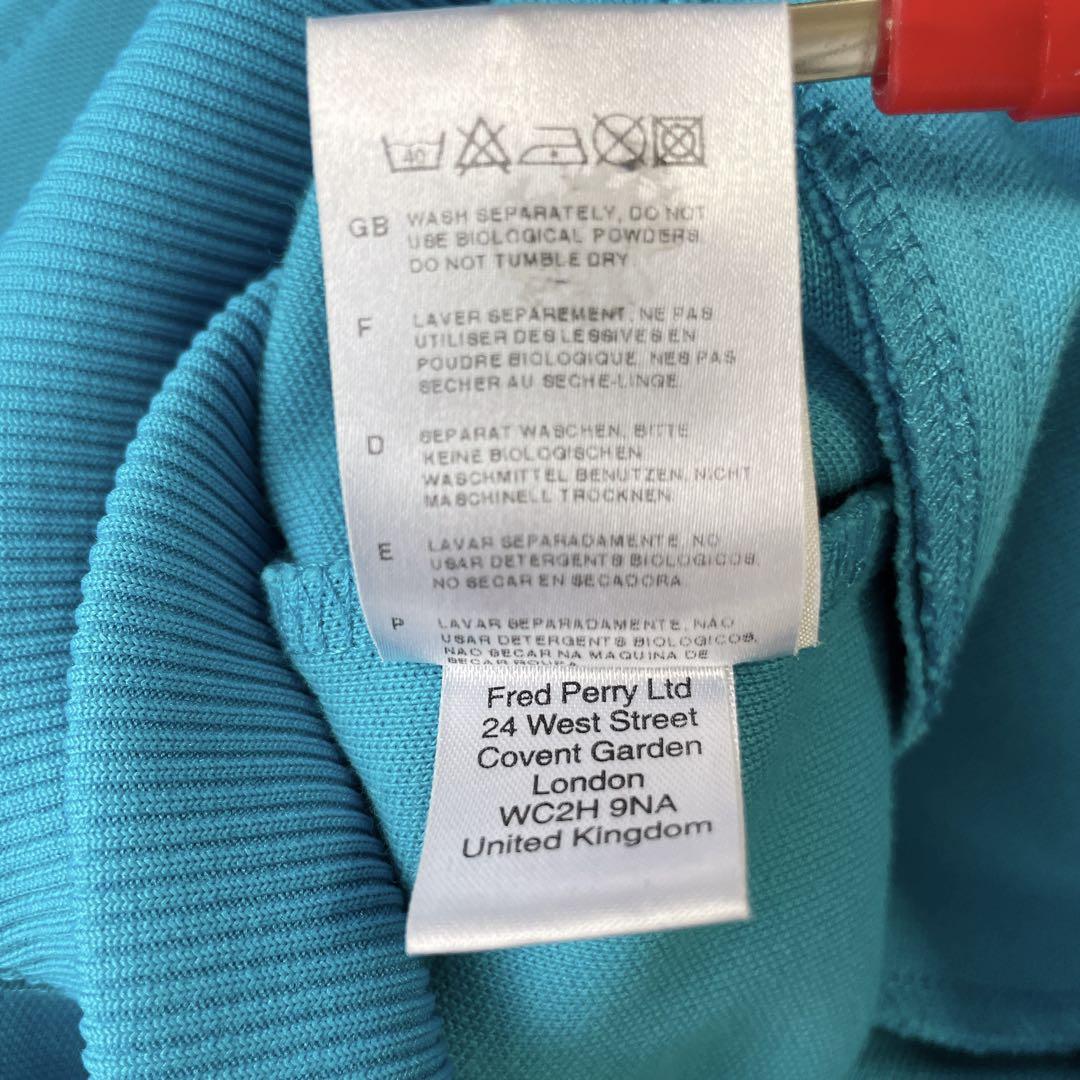 40
GB WASH SEPARATELY, DO NOT
USE BIOLOGICAL POWDERS
DO NOT TUMBLE DRY
F LAVER SEPAREMENT, NE PAS
UTILISER DES LESSIVES EN
POUDRE BIOLOGIQUE, NES PAS
SECHER AU SECHE-LINGE
D SEPARAT WASCHEN, BITTE
KEINE BIOLOGISCHEN
WASCHMITTEL BENUTZEN, NICHT
MASCHINELL TROCKNEN
E LAVAR SEPARADAMENTE, NO
USAR DETERGENTS BIOLOGICOS,
NO SECAR EN SECADORA
P LAVAR SEPARADAMENTE, NAO
USAR DETERGENTS BIOLOGICOS,
NAO SECAR NA MAQUINA DE
SECAR ROUPA
Fred Perry Ltd
24 West Street
Covent Garden
London
WC2H 9NA
United Kingdom